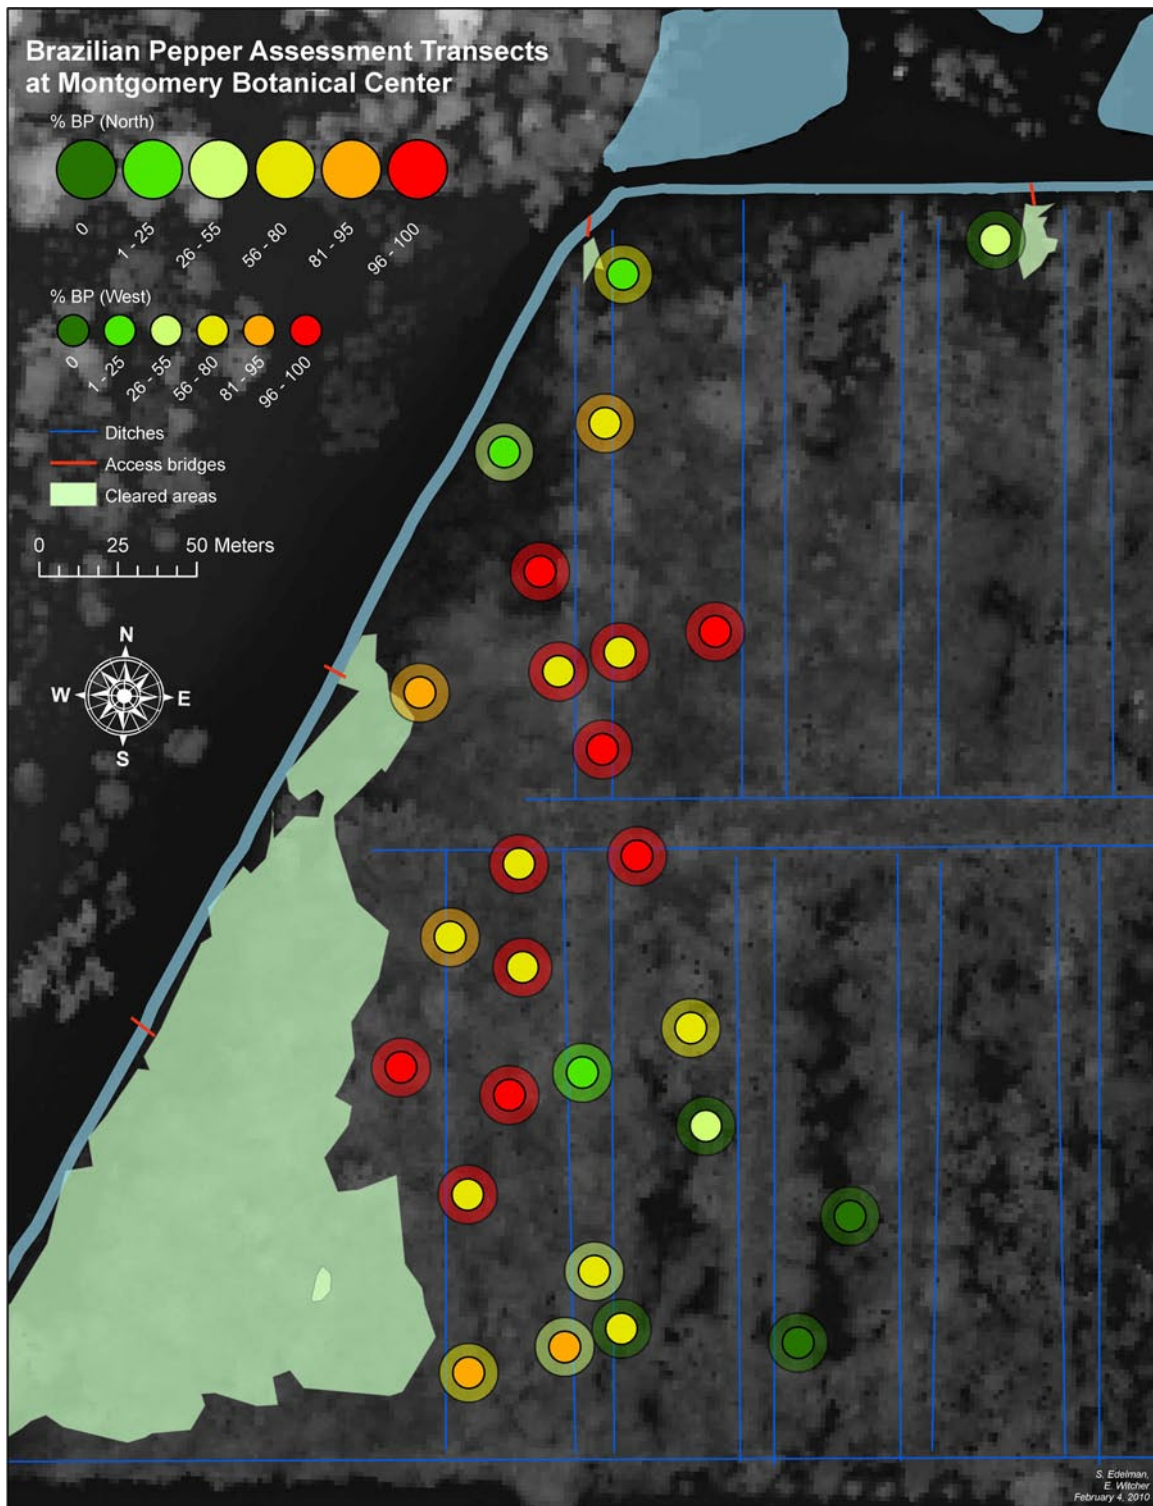 Brazilian Pepper Assessment Transects
at Montgomery Botanical Center
% BP (North)
0
1 - 25
26 - 55
56 - 80
81 - 95
96 - 100
% BP (West)
0
1 - 25
26 - 55
56 - 80
81 - 95
96 - 100
Ditches
Access bridges
Cleared areas
0 25 50 Meters
N
W E
S
S. Edelman,
E. Witcher
February 4, 2010